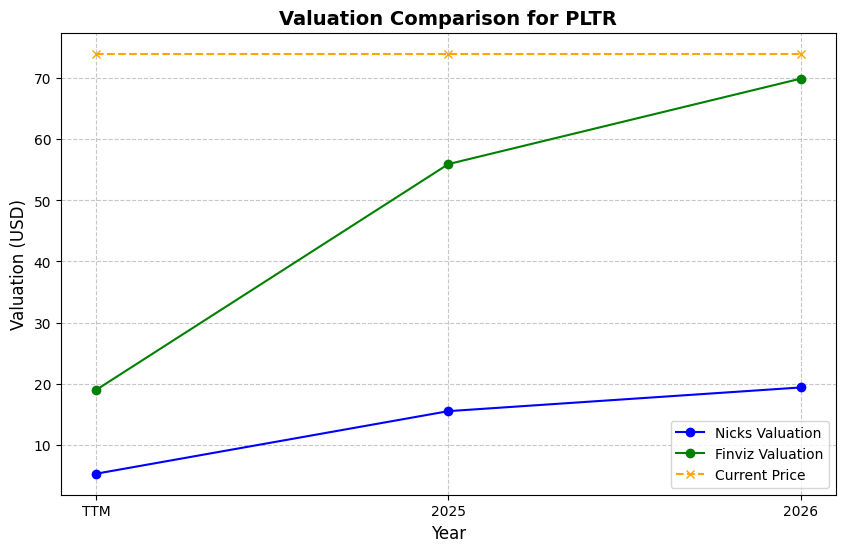 Valuation Comparison for PLTR
Valuation (USD)
70
60
50
40
30
20
10
TTM
2025
2026
Year
Nicks Valuation
Finviz Valuation
Current Price